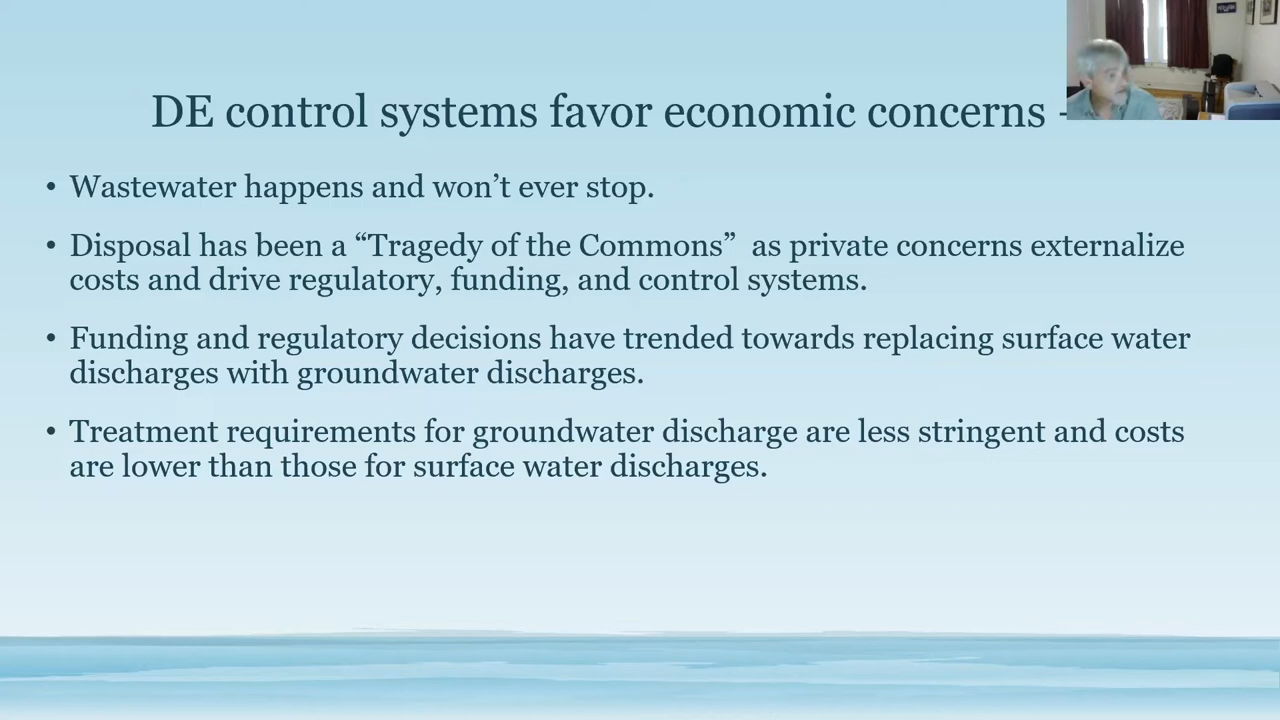 DE control systems favor economic concerns -
• Wastewater happens and won’t ever stop.
• Disposal has been a “Tragedy of the Commons”  as private concerns externalize
costs and drive regulatory, funding, and control systems.
• Funding and regulatory decisions have trended towards replacing surface water
discharges with groundwater discharges.
• Treatment requirements for groundwater discharge are less stringent and costs
are lower than those for surface water discharges.